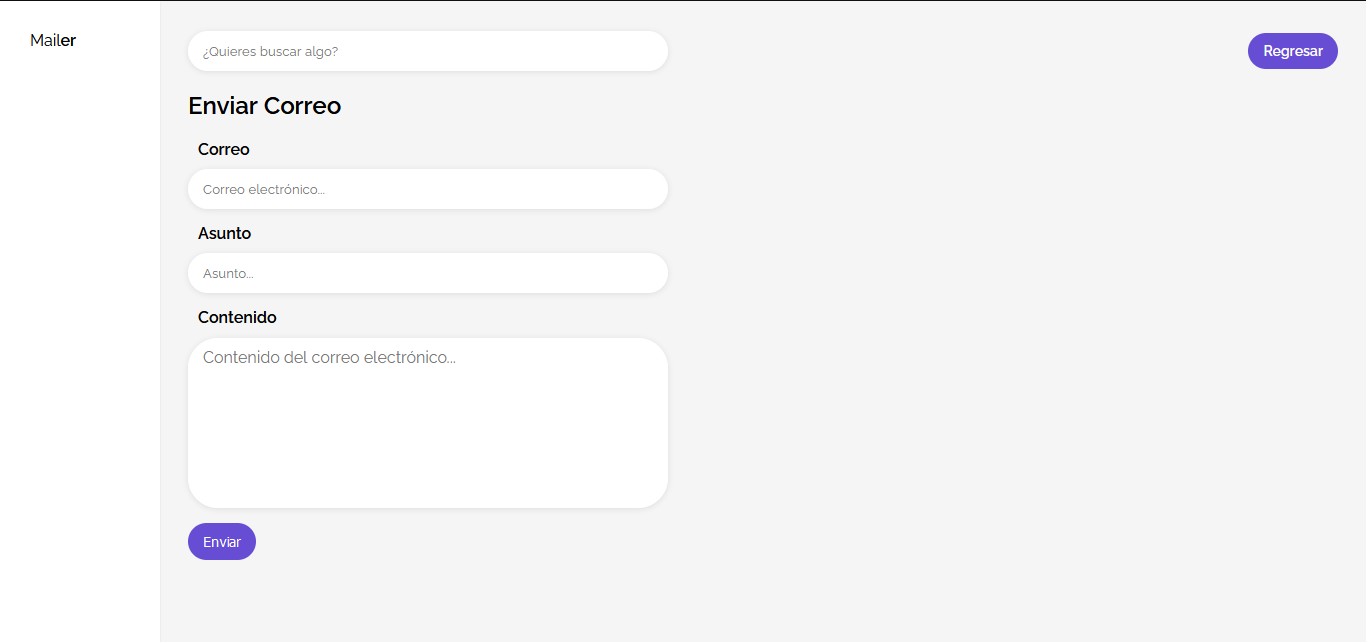 Mailer
¿Quieres buscar algo?
Regresar
Enviar Correo
Correo
Correo electrónico...
Asunto
Asunto...
Contenido
Contenido del correo electrónico...
Enviar